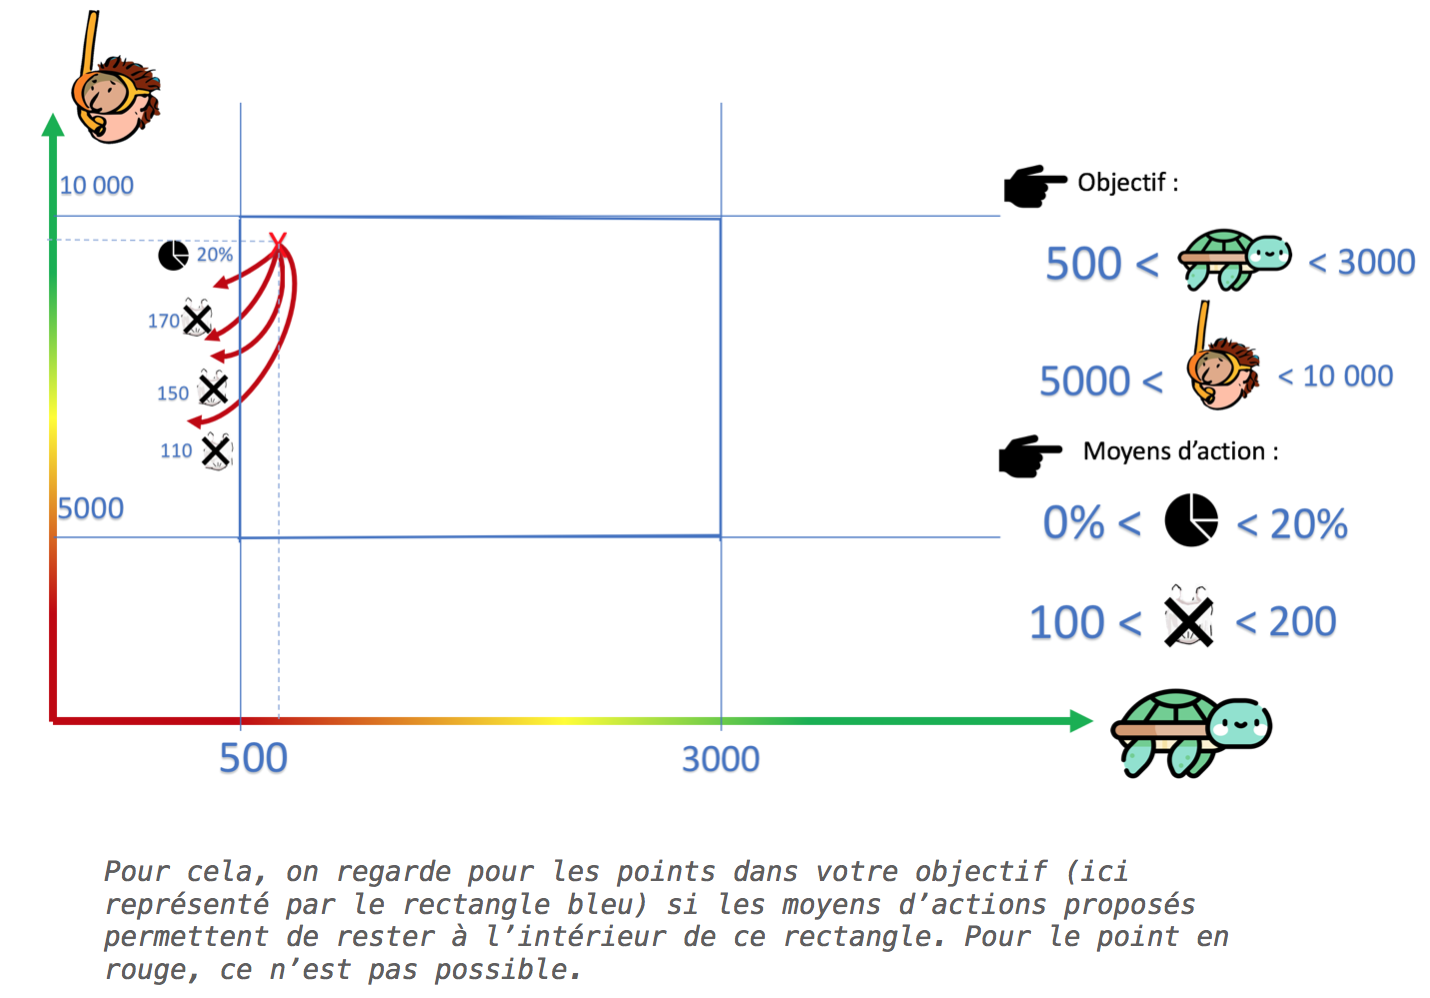 10 000
20%
170
150
110
5000
500
3000
Objectif :
500 < < 3000
5000 < < 10 000
Moyens d’action :
0% < < 20%
100 < < 200
Pour cela, on regarde pour les points dans votre objectif (ici
représenté par le rectangle bleu) si les moyens d’actions proposés
permettent de rester à l’intérieur de ce rectangle. Pour le point en
rouge, ce n’est pas possible.